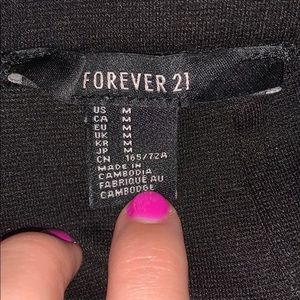 FOREVER 21
US M
CA M
EU M
UK M
KR M
JP M
CN 165/72A
MADE IN
CAMBODIA
FABRIQUÉ AU
CAMBODGE